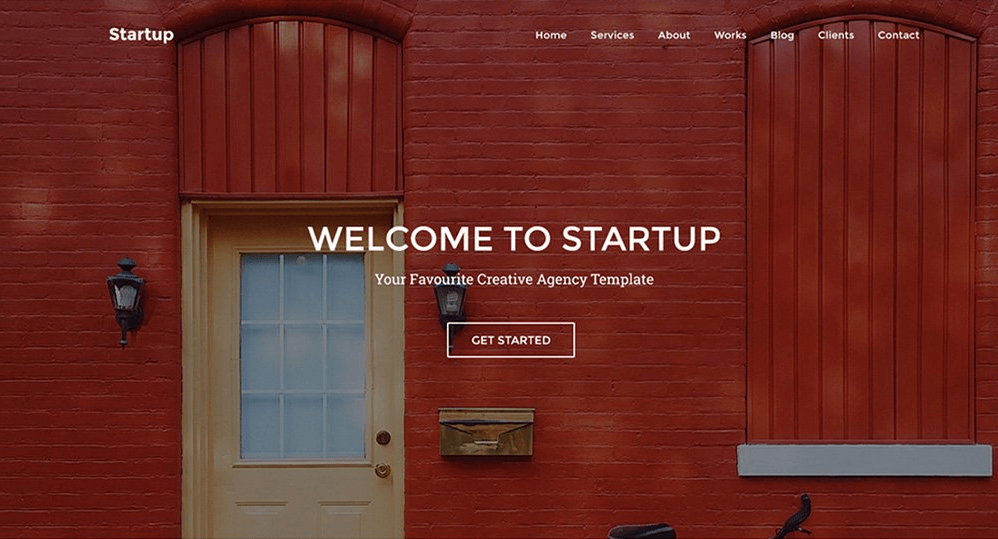 Startup
Home Services About Works Blog Clients Contact
WELCOME TO STARTUP
Your Favourite Creative Agency Template
GET STARTED